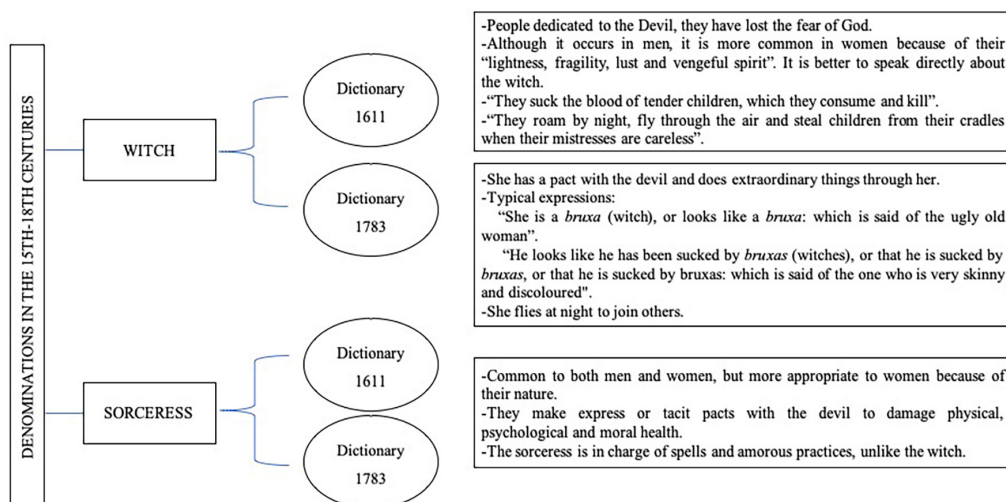 DENOMINATIONS IN THE 15TH-18TH CENTURIES
WITCH
Dictionary
1611
-People dedicated to the Devil, they have lost the fear of God.
-Although it occurs in men, it is more common in women because of their
“lightness, fragility, lust and vengeful spirit”. It is better to speak directly about
the witch.
-“They suck the blood of tender children, which they consume and kill”.
-“They roam by night, fly through the air and steal children from their cradles
when their mistresses are careless”.
Dictionary
1783
-She has a pact with the devil and does extraordinary things through her.
-Typical expressions:
“She is a bruxa (witch), or looks like a bruxa: which is said of the ugly old
woman”.
“He looks like he has been sucked by bruxas (witches), or that he is sucked by
bruxas, or that he is sucked by bruxas: which is said of the one who is very skinny
and discoloured".
-She flies at night to join others.
SORCERESS
Dictionary
1611
Dictionary
1783
-Common to both men and women, but more appropriate to women because of
their nature.
-They make express or tacit pacts with the devil to damage physical,
psychological and moral health.
-The sorceress is in charge of spells and amorous practices, unlike the witch.